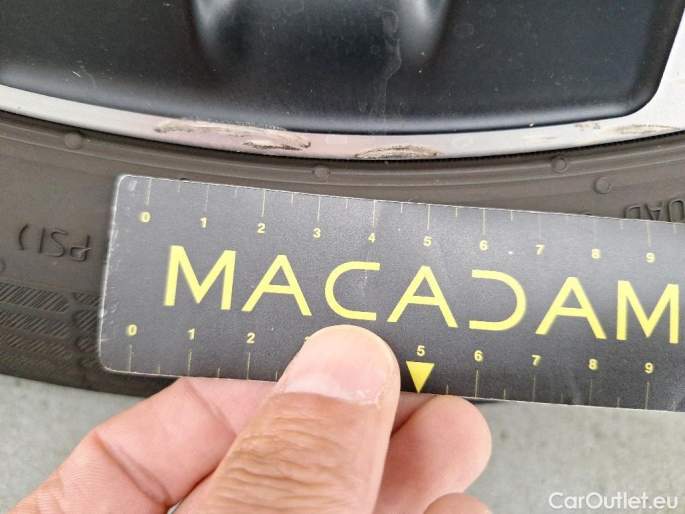 0 1 2 3 4 5 6 7 8 9
MACADAM
0 1 2 5 6 7 8 9
PSI)
CarOutlet.eu